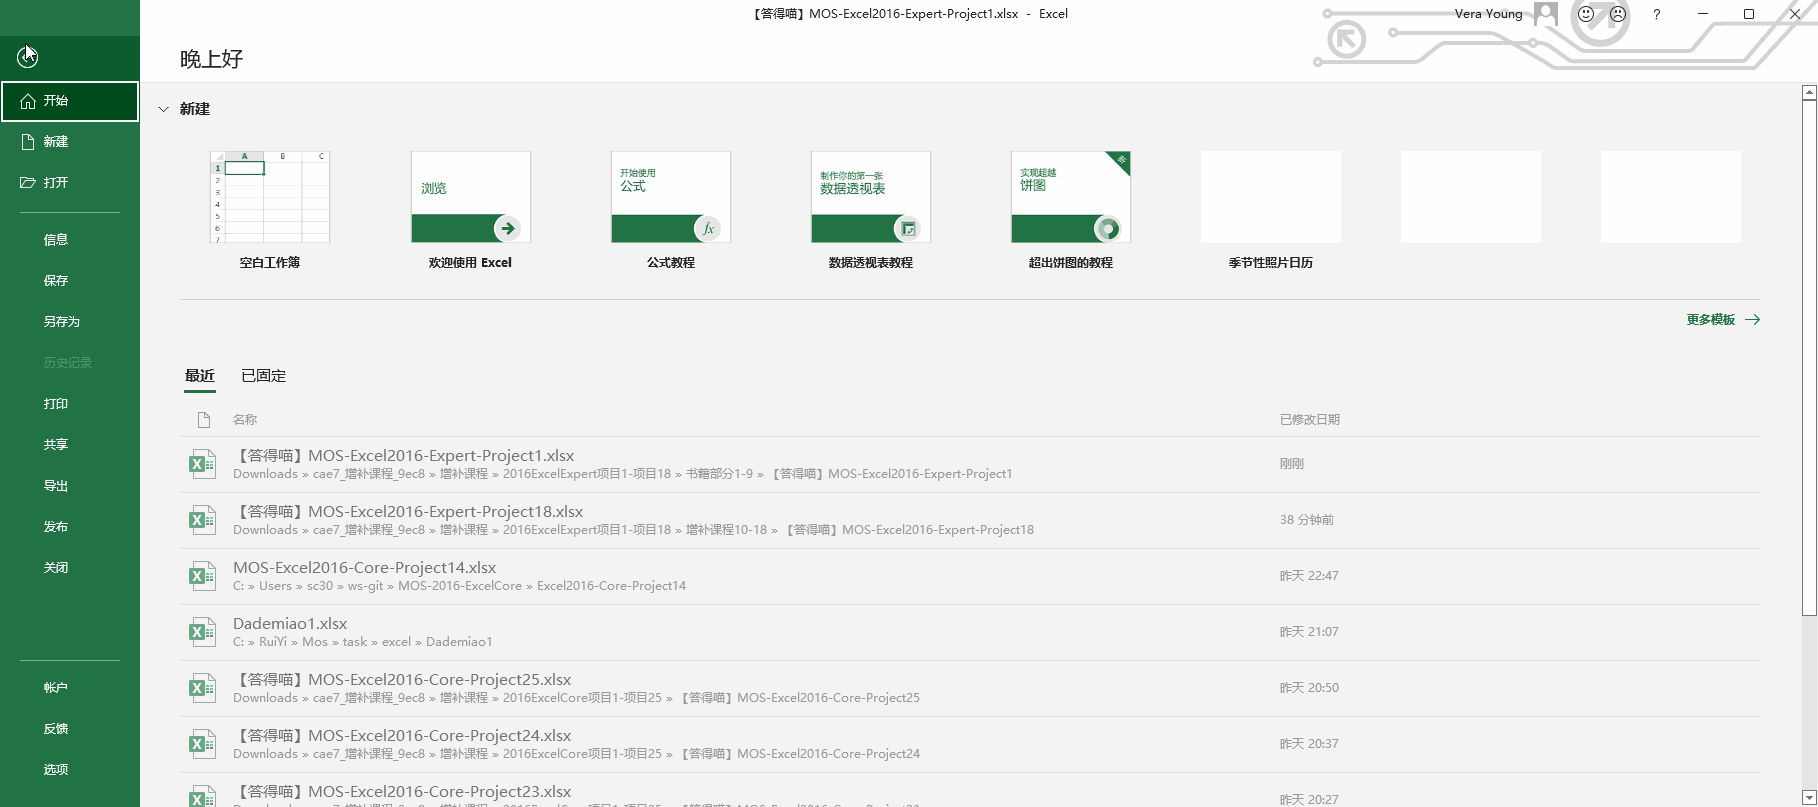 【答得喵】MOS-Excel2016-Expert-Project1.xlsx - Excel
Vera Young
?
晚上好
开始
新建
打开
信息
保存
另存为
历史记录
打印
共享
导出
发布
关闭
帐户
反馈
选项
新建
A B C
1
2
3
4
5
6
7
空白工作簿
浏览
欢迎使用 Excel
开始使用
公式
fx
公式教程
制作你的第一张
数据透视表
数据透视表教程
实现超越
饼图
新
超出饼图的教程
季节性照片日历
更多模板
最近 已固定
名称 已修改日期
【答得喵】MOS-Excel2016-Expert-Project1.xlsx
Downloads » cae7_增补课程_9ec8 » 增补课程 » 2016ExcelExpert项目1-项目18 » 书籍部分1-9 » 【答得喵】MOS-Excel2016-Expert-Project1
刚刚
【答得喵】MOS-Excel2016-Expert-Project18.xlsx
Downloads » cae7_增补课程_9ec8 » 增补课程 » 2016ExcelExpert项目1-项目18 » 增补课程10-18 » 【答得喵】MOS-Excel2016-Expert-Project18
38 分钟前
MOS-Excel2016-Core-Project14.xlsx
C: » Users » sc30 » ws-git » MOS-2016-ExcelCore » Excel2016-Core-Project14
昨天 22:47
Dademiao1.xlsx
C: » RuiYi » Mos » task » excel » Dademiao1
昨天 21:07
【答得喵】MOS-Excel2016-Core-Project25.xlsx
Downloads » cae7_增补课程_9ec8 » 增补课程 » 2016ExcelCore项目1-项目25 » 【答得喵】MOS-Excel2016-Core-Project25
昨天 20:50
【答得喵】MOS-Excel2016-Core-Project24.xlsx
Downloads » cae7_增补课程_9ec8 » 增补课程 » 2016ExcelCore项目1-项目25 » 【答得喵】MOS-Excel2016-Core-Project24
昨天 20:37
【答得喵】MOS-Excel2016-Core-Project23.xlsx
昨天 20:27